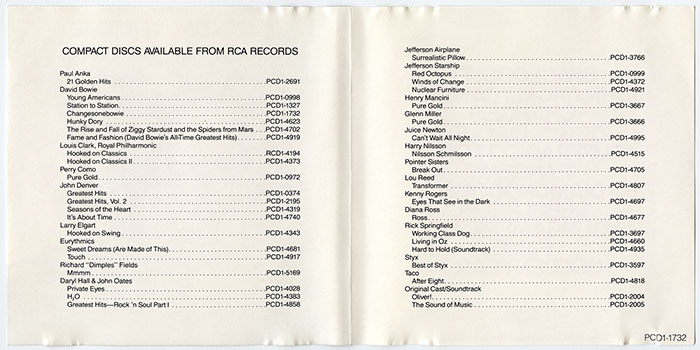 COMPACT DISCS AVAILABLE FROM RCA RECORDS
Paul Anka
21 Golden Hits ........ PCD1-2691
David Bowie
Young Americans ........ PCD1-0998
Station to Station ........ PCD1-1327
Changesonebowie ........ PCD1-1732
Hunky Dory ........ PCD1-4623
The Rise and Fall of Ziggy Stardust and the Spiders from Mars ... PCD1-4702
Fame and Fashion (David Bowie's All-Time Greatest Hits) ........ PCD1-4919
Louis Clark, Royal Philharmonic
Hooked on Classics ........ RCD1-4194
Hooked on Classics II ........ PCD1-4373
Perry Como
Pure Gold ........ PCD1-0972
John Denver
Greatest Hits ........ PCD1-0374
Greatest Hits, Vol. 2 ........ PCD1-2195
Seasons of the Heart ........ PCD1-4319
It's About Time ........ PCD1-4740
Larry Elgart
Hooked on Swing ........ PCD1-4343
Eurythmics
Sweet Dreams (Are Made of This) ........ PCD1-4681
Touch ........ PCD1-4917
Richard "Dimples" Fields
Mmmm ........ PCD1-5169
Daryl Hall & John Oates
Private Eyes ........ PCD1-4028
H₂O ........ PCD1-4383
Greatest Hits—Rock 'n Soul Part I ........ PCD1-4858
Jefferson Airplane
Surrealistic Pillow ........ PCD1-3766
Jefferson Starship
Red Octopus ........ PCD1-0999
Winds of Change ........ PCD1-4372
Nuclear Furniture ........ PCD1-4921
Henry Mancini
Pure Gold ........ PCD1-3667
Glenn Miller
Pure Gold ........ PCD1-3666
Juice Newton
Can't Wait All Night ........ PCD1-4995
Harry Nilsson
Nilsson Schmilsson ........ PCD1-4515
Pointer Sisters
Break Out ........ PCD1-4705
Lou Reed
Transformer ........ PCD1-4807
Kenny Rogers
Eyes That See in the Dark ........ PCD1-4697
Diana Ross
Ross ........ PCD1-4677
Rick Springfield
Working Class Dog ........ PCD1-3697
Living in Oz ........ PCD1-4660
Hard to Hold (Soundtrack) ........ PCD1-4935
Styx
Best of Styx ........ PCD1-3597
Taco
After Eight ........ PCD1-4818
Original Cast/Soundtrack
Oliver! ........ PCD1-2004
The Sound of Music ........ PCD1-2005
PCD1-1732